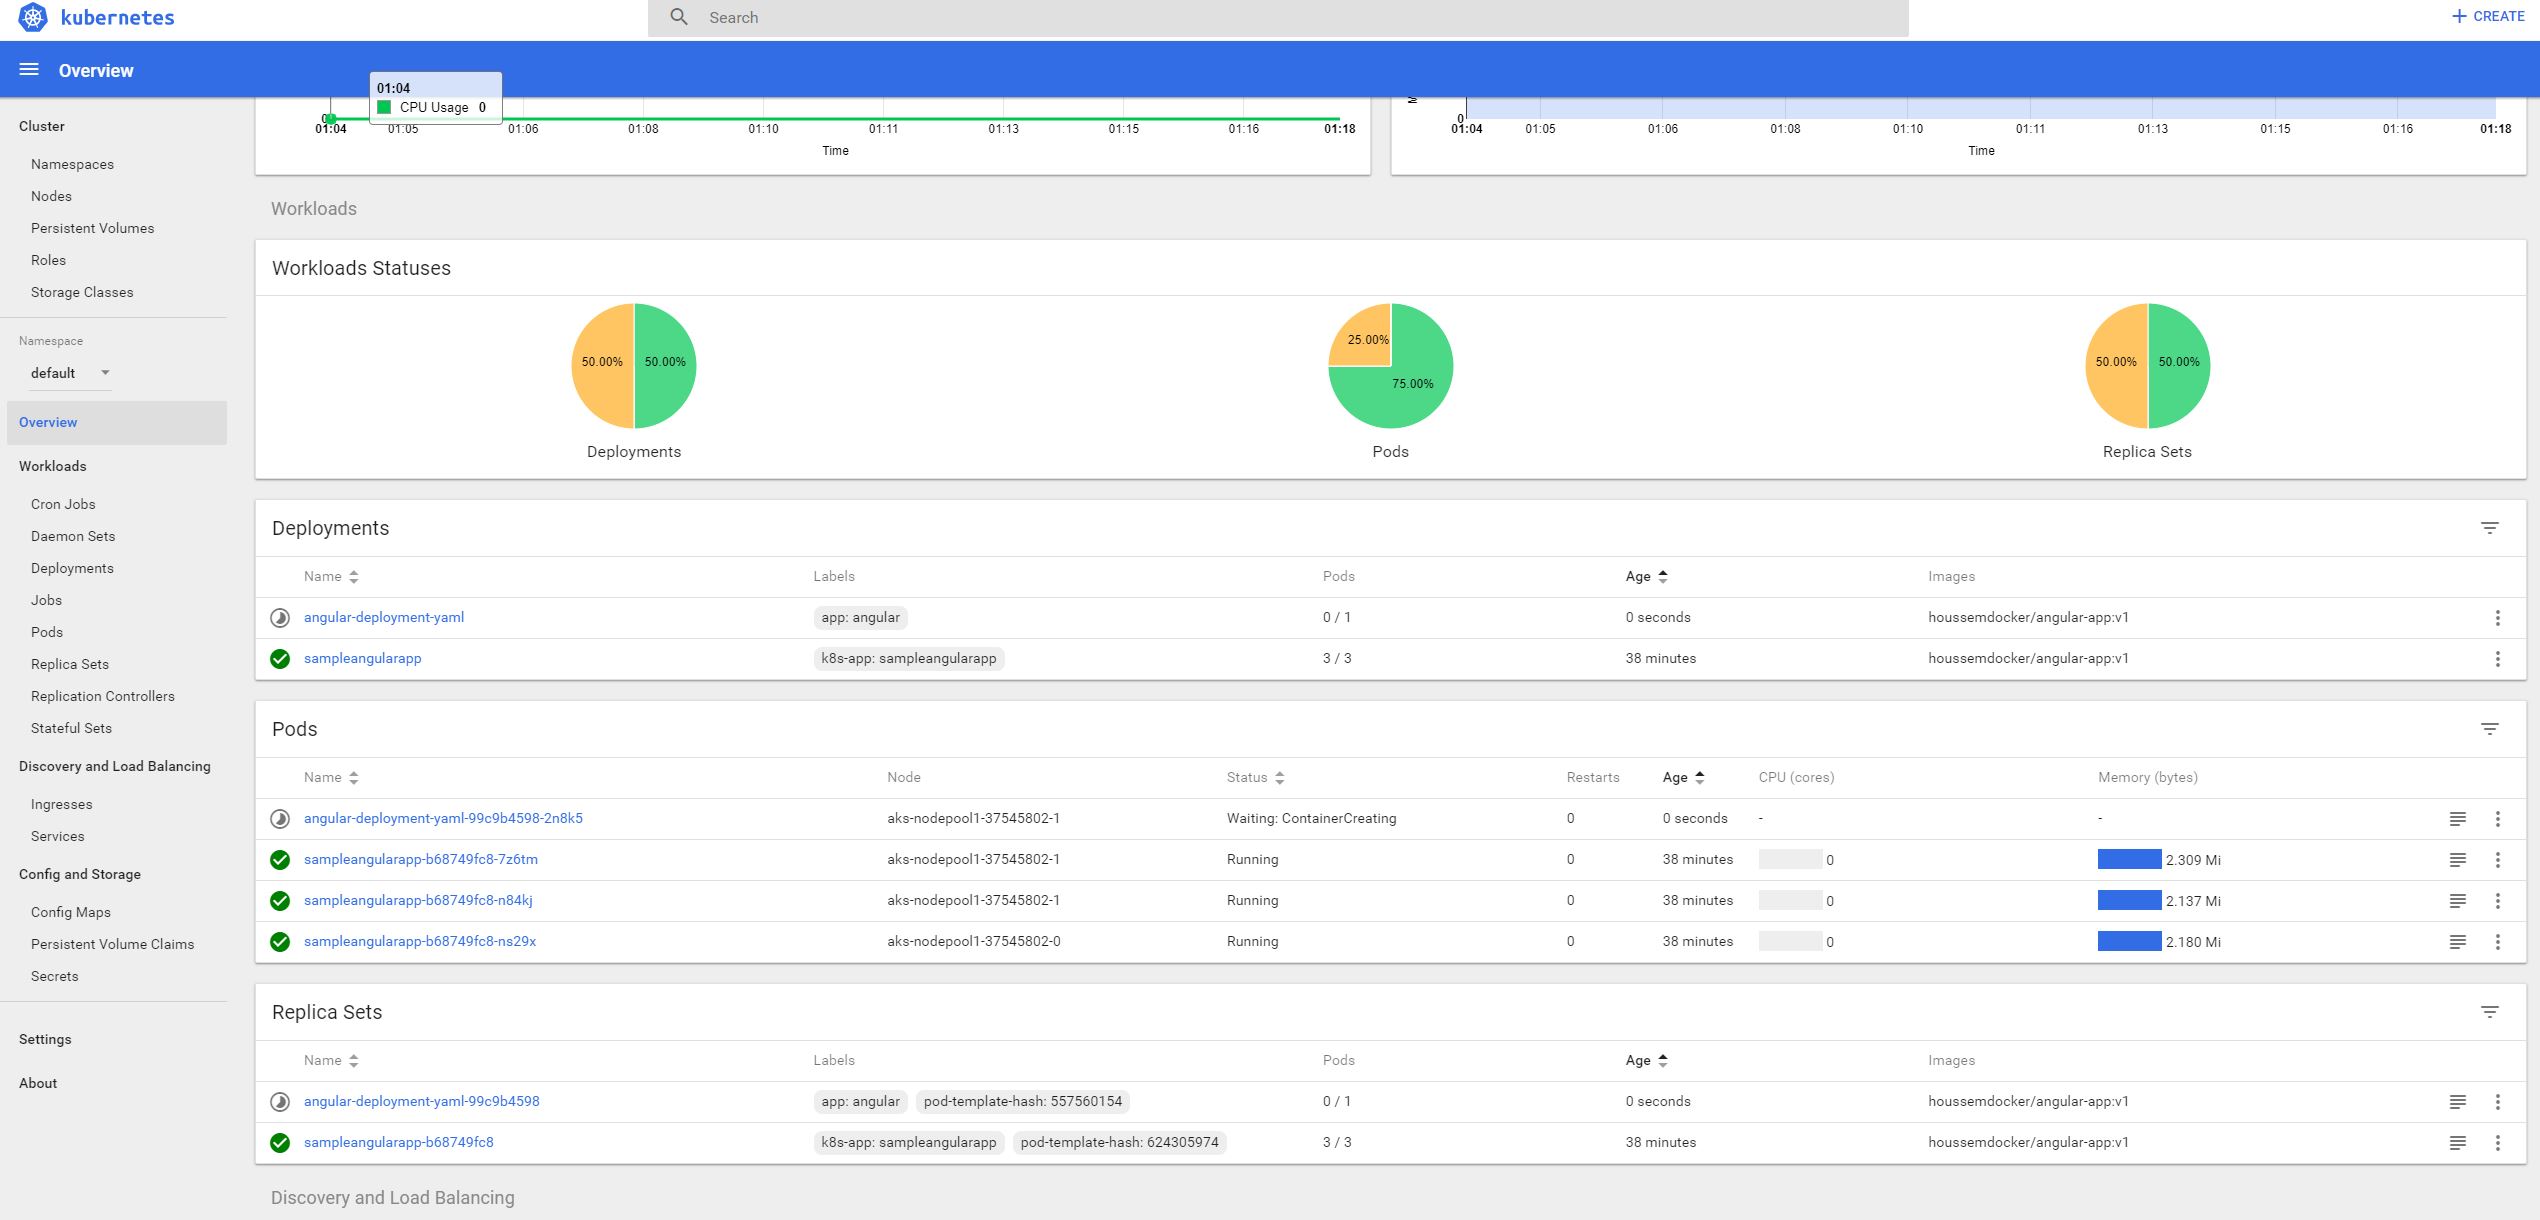 kubernetes
Search
+ CREATE
Overview
01:04
CPU Usage 0
0
01:04 01:05 01:06 01:08 01:10 01:11 01:13 01:15 01:16 01:18
Time
0
01:04 01:05 01:06 01:08 01:10 01:11 01:13 01:15 01:16 01:18
Time
Cluster
Namespaces
Nodes
Persistent Volumes
Roles
Storage Classes
Namespace
default
Overview
Workloads
Cron Jobs
Daemon Sets
Deployments
Jobs
Pods
Replica Sets
Replication Controllers
Stateful Sets
Discovery and Load Balancing
Ingresses
Services
Config and Storage
Config Maps
Persistent Volume Claims
Secrets
Settings
About
Workloads
Workloads Statuses
50.00% 50.00%
Deployments
25.00%
75.00%
Pods
50.00% 50.00%
Replica Sets
Deployments
Name Labels Pods Age Images
angular-deployment-yaml app: angular 0 / 1 0 seconds houssemdocker/angular-app:v1
sampleangularapp k8s-app: sampleangularapp 3 / 3 38 minutes houssemdocker/angular-app:v1
Pods
Name Node Status Restarts Age CPU (cores) Memory (bytes)
angular-deployment-yaml-99c9b4598-2n8k5 aks-nodepool1-37545802-1 Waiting: ContainerCreating 0 0 seconds - -
sampleangularapp-b68749fc8-7z6tm aks-nodepool1-37545802-1 Running 0 38 minutes 0 2.309 Mi
sampleangularapp-b68749fc8-n84kj aks-nodepool1-37545802-1 Running 0 38 minutes 0 2.137 Mi
sampleangularapp-b68749fc8-ns29x aks-nodepool1-37545802-0 Running 0 38 minutes 0 2.180 Mi
Replica Sets
Name Labels Pods Age Images
angular-deployment-yaml-99c9b4598 app: angular pod-template-hash: 557560154 0 / 1 0 seconds houssemdocker/angular-app:v1
sampleangularapp-b68749fc8 k8s-app: sampleangularapp pod-template-hash: 624305974 3 / 3 38 minutes houssemdocker/angular-app:v1
Discovery and Load Balancing